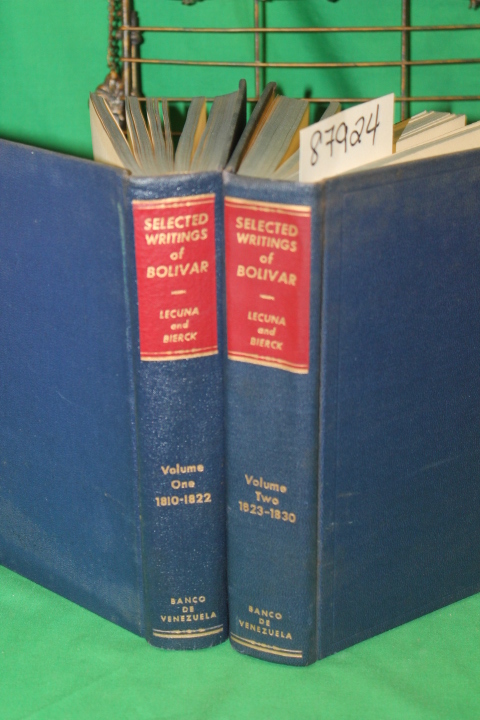 87924
SELECTED
WRITINGS
of
BOLIVAR
LECUNA
and
BIERCK
Volume
One
1810-1822
BANCO
DE
VENEZUELA
SELECTED
WRITINGS
of
BOLIVAR
LECUNA
and
BIERCK
Volume
Two
1823-1830
BANCO
DE
VENEZUELA